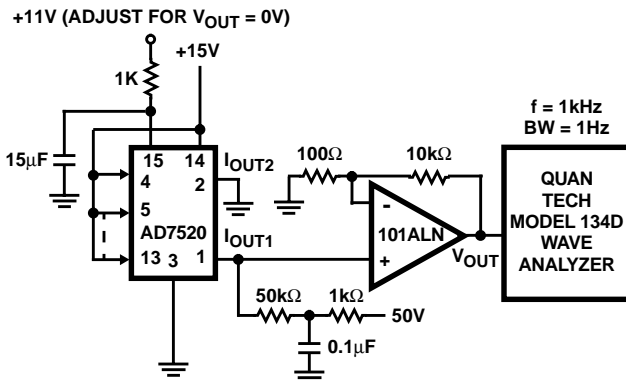 +11V (ADJUST FOR VOUT = 0V)
+15V
1K
f = 1kHz
BW = 1Hz
15µF
15
14
IOUT2
100Ω
10kΩ
4
2
5
QUAN
TECH
MODEL 134D
WAVE
ANALYZER
-
AD7520
IOUT1
101ALN
13
3
1
+
VOUT
50kΩ
1kΩ
50V
0.1µF